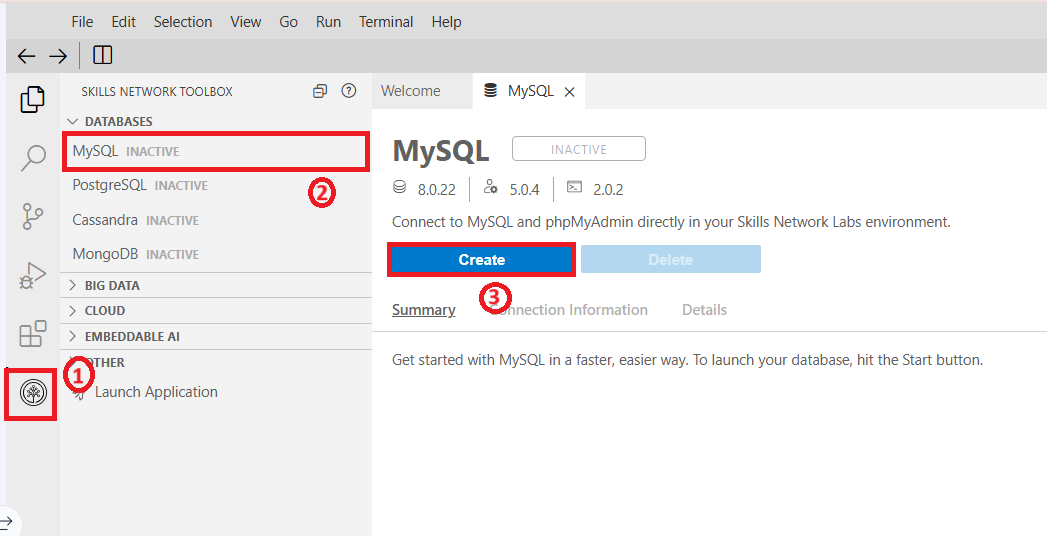 File Edit Selection View Go Run Terminal Help
SKILLS NETWORK TOOLBOX
Welcome MySQL
DATABASES
MySQL INACTIVE
PostgreSQL INACTIVE
Cassandra INACTIVE
MongoDB INACTIVE
BIG DATA
CLOUD
EMBEDDABLE AI
OTHER
Launch Application
1
2
MySQL INACTIVE
8.0.22 5.0.4 2.0.2
Connect to MySQL and phpMyAdmin directly in your Skills Network Labs environment.
Create Delete
3
Summary Connection Information Details
Get started with MySQL in a faster, easier way. To launch your database, hit the Start button.